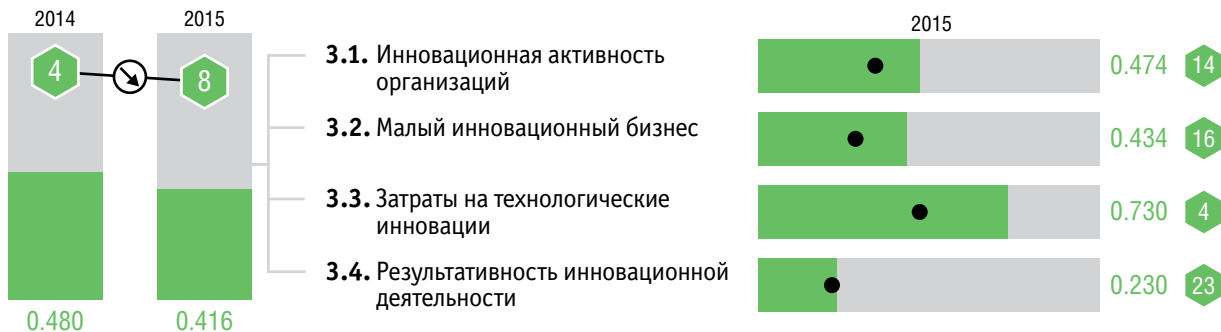 2014
2015
4
8
0.480
0.416
3.1. Инновационная активность
организаций
3.2. Малый инновационный бизнес
3.3. Затраты на технологические
инновации
3.4. Результативность инновационной
деятельности
2015
0.474 14
0.434 16
0.730 4
0.230 23